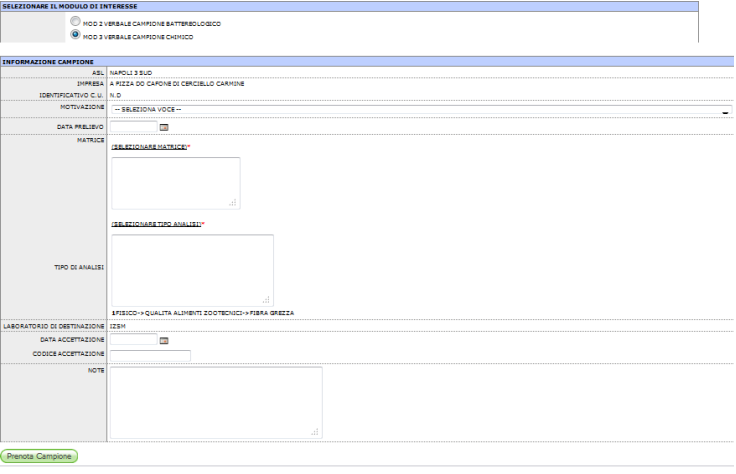 SELEZIONARE IL MODULO DI INTERESSE
MOD 2 VERBALE CAMPIONE BATTEREOLOGICO
MOD 3 VERBALE CAMPIONE CHIMICO
INFORMAZIONE CAMPIONE
ASL NAPOLI 3 SUD
IMPRESA A PIZZA DO CAFONE DI CERCIELLO CARMINE
IDENTIFICATIVO C.U. N.D
MOTIVAZIONE -- SELEZIONA VOCE --
DATA PRELIEVO
MATRICE
(SELEZIONARE MATRICE)*
(SELEZIONARE TIPO ANALISI)*
TIPO DI ANALISI
1FISICO->QUALITA ALIMENTI ZOOTECNICI->FIBRA GREZZA
LABORATORIO DI DESTINAZIONE IZSM
DATA ACCETTAZIONE
CODICE ACCETTAZIONE
NOTE
Prenota Campione